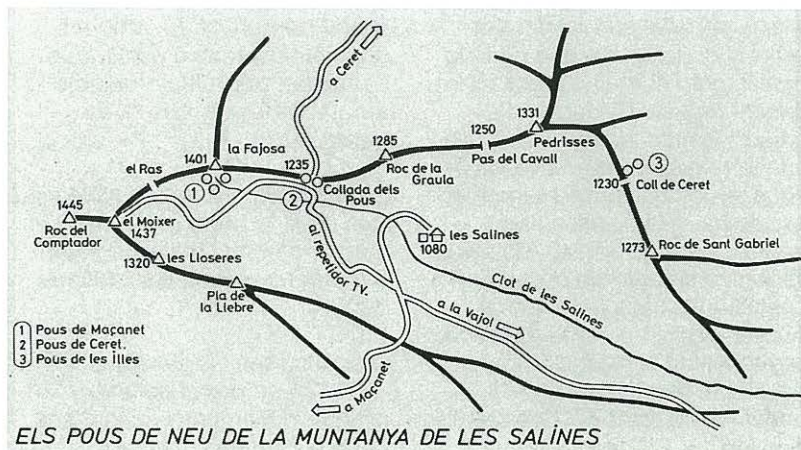 a Ceret
1331
Pedrisses
1250
Pas del Cavall
1285
Roc de la
Graula
la Fajosa
1401
1235
el Ras
1
Collada dels
Pous
2
3
1230
Coll de Ceret
1445
Roc del
Comptador
el Moixer
1437
les Salines
1080
1273
Roc de Sant Gabriel
1320
les Lloseres
al repetidor TV.
Pla de
la Llebre
Clot de les Salines
a la Vajol
a Maçanet
1 Pous de Maçanet
2 Pous de Ceret.
3 Pous de les Illes
ELS POUS DE NEU DE LA MUNTANYA DE LES SALINES